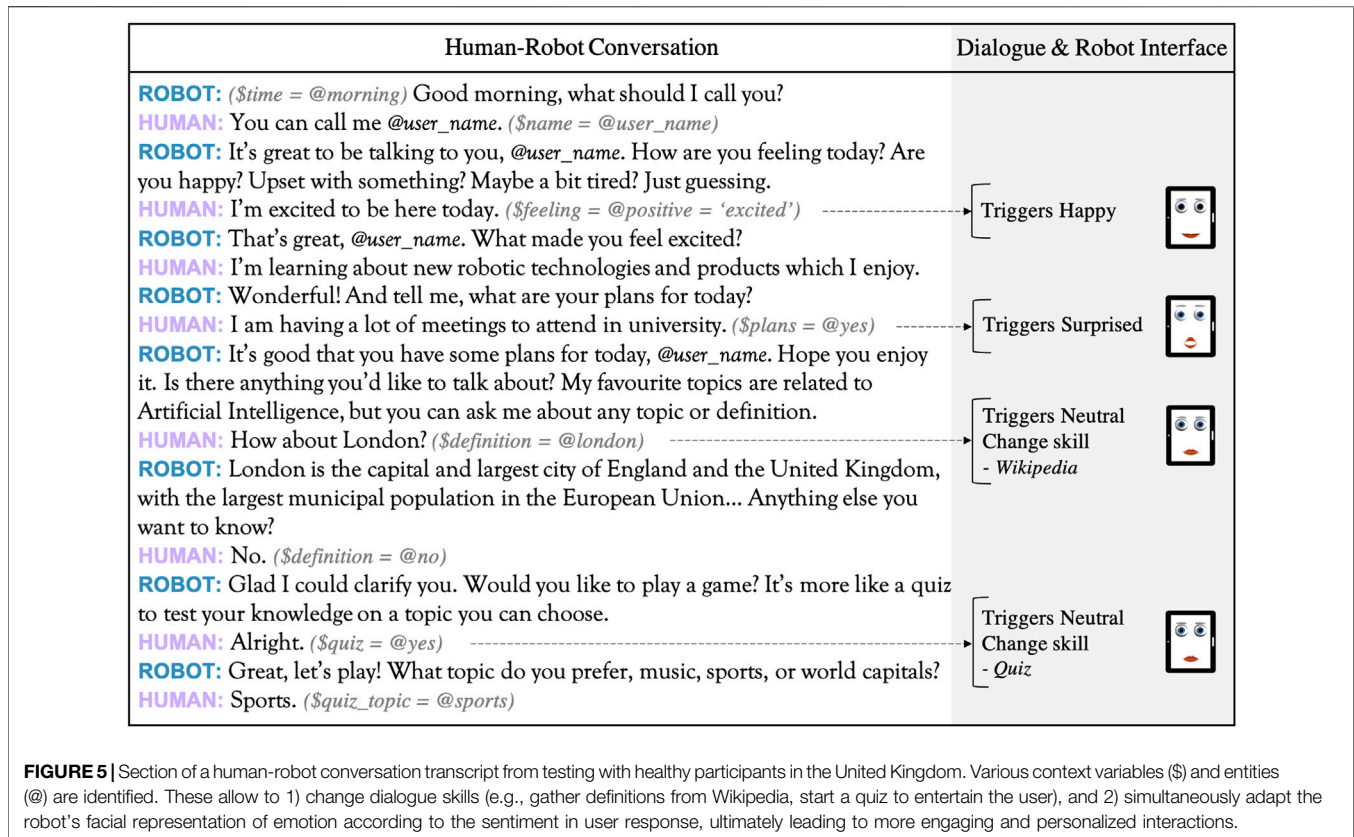 Human-Robot Conversation
Dialogue & Robot Interface
ROBOT: ($time = @morning) Good morning, what should I call you?
HUMAN: You can call me @user_name. ($name = @user_name)
ROBOT: It's great to be talking to you, @user_name. How are you feeling today? Are
you happy? Upset with something? Maybe a bit tired? Just guessing.
HUMAN: I'm excited to be here today. ($feeling = @positive = 'excited')
Triggers Happy
ROBOT: That's great, @user_name. What made you feel excited?
HUMAN: I'm learning about new robotic technologies and products which I enjoy.
ROBOT: Wonderful! And tell me, what are your plans for today?
HUMAN: I am having a lot of meetings to attend in university. ($plans = @yes)
Triggers Surprised
ROBOT: It's good that you have some plans for today, @user_name. Hope you enjoy
it. Is there anything you'd like to talk about? My favourite topics are related to
Artificial Intelligence, but you can ask me about any topic or definition.
HUMAN: How about London? ($definition = @london)
Triggers Neutral
Change skill
- Wikipedia
ROBOT: London is the capital and largest city of England and the United Kingdom,
with the largest municipal population in the European Union... Anything else you
want to know?
HUMAN: No. ($definition = @no)
ROBOT: Glad I could clarify you. Would you like to play a game? It's more like a quiz
to test your knowledge on a topic you can choose.
HUMAN: Alright. ($quiz = @yes)
Triggers Neutral
Change skill
- Quiz
ROBOT: Great, let's play! What topic do you prefer, music, sports, or world capitals?
HUMAN: Sports. ($quiz_topic = @sports)
FIGURE 5 | Section of a human-robot conversation transcript from testing with healthy participants in the United Kingdom. Various context variables ($) and entities
(@) are identified. These allow to 1) change dialogue skills (e.g., gather definitions from Wikipedia, start a quiz to entertain the user), and 2) simultaneously adapt the
robot's facial representation of emotion according to the sentiment in user response, ultimately leading to more engaging and personalized interactions.